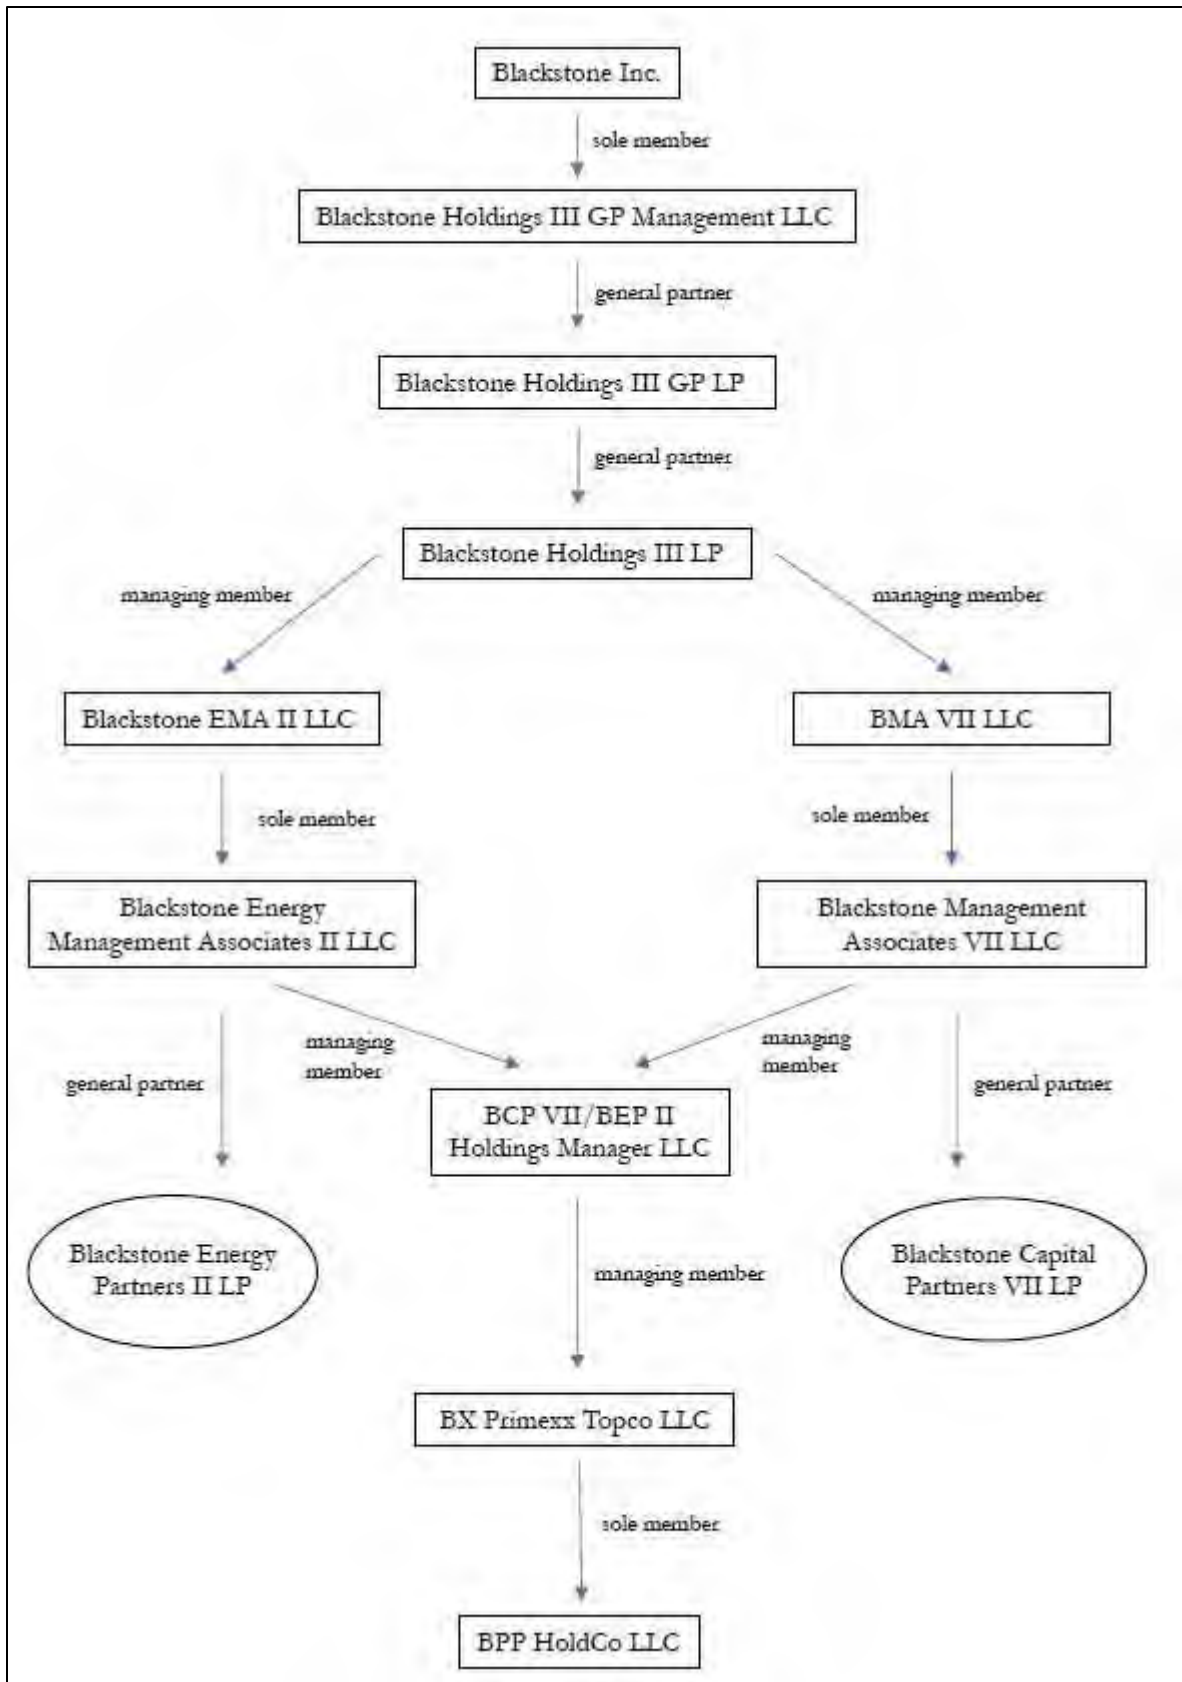 Blackstone Inc.
sole member
Blackstone Holdings III GP Management LLC
general partner
Blackstone Holdings III GP LP
general partner
Blackstone Holdings III LP
managing member
managing member
Blackstone EMA II LLC
BMA VII LLC
sole member
sole member
Blackstone Energy
Management Associates II LLC
Blackstone Management
Associates VII LLC
managing
member
managing
member
general partner
general partner
BCP VII/BEP II
Holdings Manager LLC
Blackstone Energy
Partners II LP
managing member
Blackstone Capital
Partners VII LP
BX Primexx Topco LLC
sole member
BPP HoldCo LLC